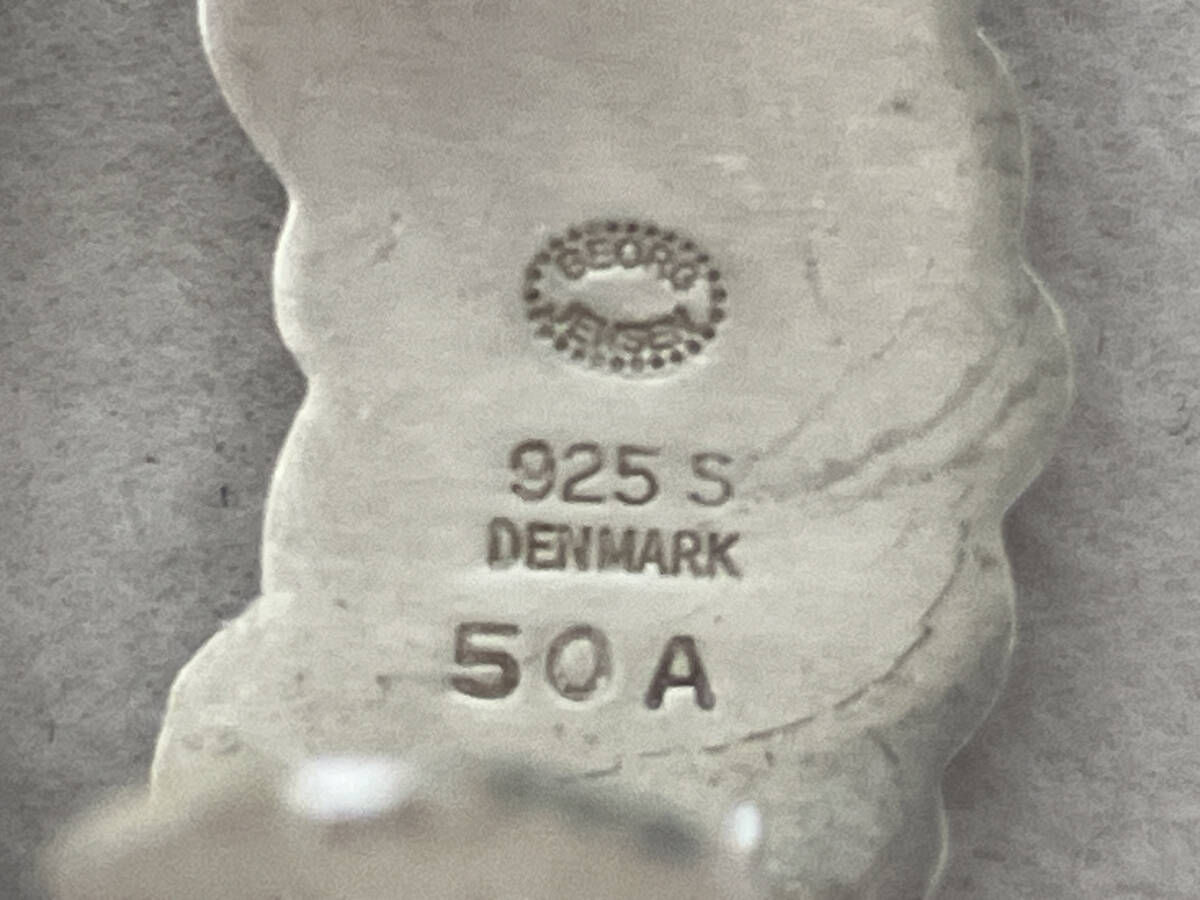 GEORG
JENSEN
925 S
DENMARK
50 A